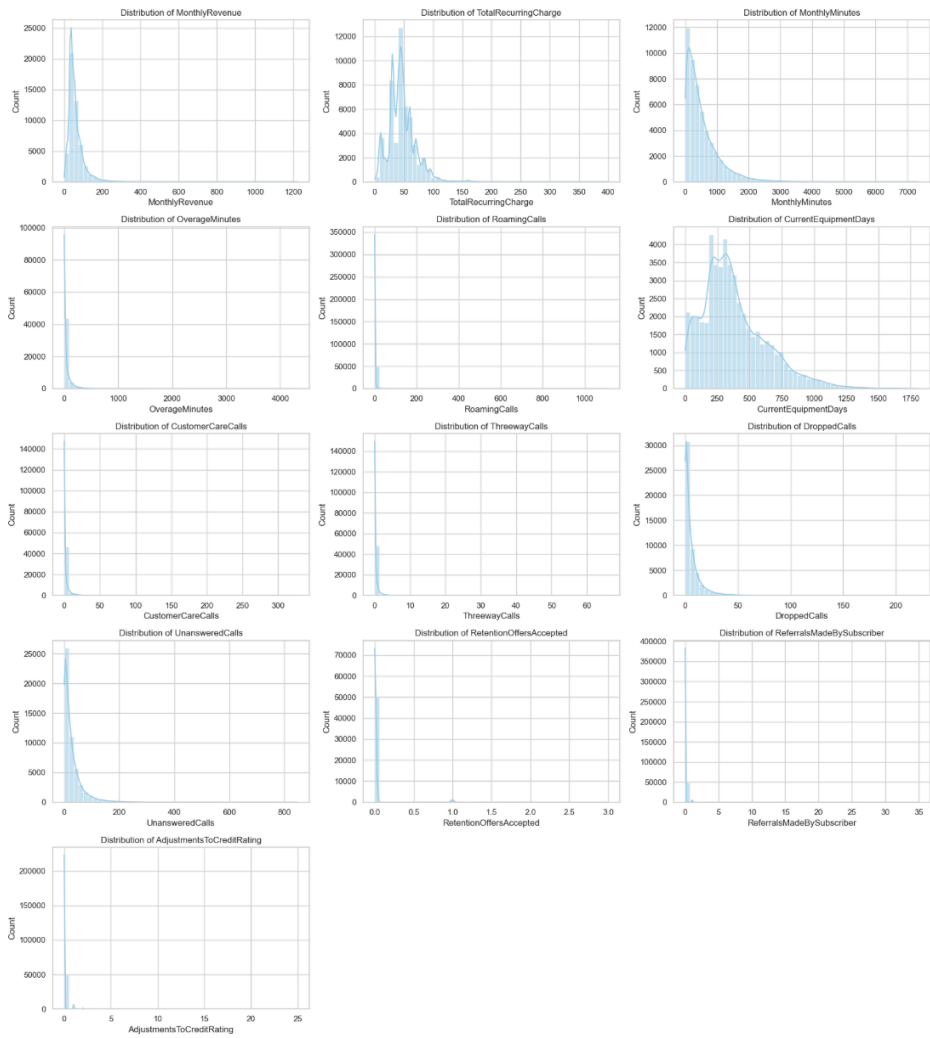 Distribution of MonthlyRevenue
25000
20000
15000
10000
5000
0
Count
0 200 400 600 800 1000 1200
MonthlyRevenue
Distribution of TotalRecurringCharge
12000
10000
8000
6000
4000
2000
0
Count
0 50 100 150 200 250 300 350 400
TotalRecurringCharge
Distribution of MonthlyMinutes
12000
10000
8000
6000
4000
2000
0
Count
0 1000 2000 3000 4000 5000 6000 7000
MonthlyMinutes
Distribution of OverageMinutes
100000
80000
60000
40000
20000
0
Count
0 1000 2000 3000 4000
OverageMinutes
Distribution of RoamingCalls
350000
300000
250000
200000
150000
100000
50000
0
Count
0 200 400 600 800 1000
RoamingCalls
Distribution of CurrentEquipmentDays
4000
3500
3000
2500
2000
1500
1000
500
0
Count
0 250 500 750 1000 1250 1500 1750
CurrentEquipmentDays
Distribution of CustomerCareCalls
140000
120000
100000
80000
60000
40000
20000
0
Count
0 50 100 150 200 250 300
CustomerCareCalls
Distribution of ThreewayCalls
140000
120000
100000
80000
60000
40000
20000
0
Count
0 10 20 30 40 50 60
ThreewayCalls
Distribution of DroppedCalls
30000
25000
20000
15000
10000
5000
0
Count
0 50 100 150 200
DroppedCalls
Distribution of UnansweredCalls
25000
20000
15000
10000
5000
0
Count
0 200 400 600 800
UnansweredCalls
Distribution of RetentionOffersAccepted
70000
60000
50000
40000
30000
20000
10000
0
Count
0.0 0.5 1.0 1.5 2.0 2.5 3.0
RetentionOffersAccepted
Distribution of ReferralsMadeBySubscriber
400000
350000
300000
250000
200000
150000
100000
50000
0
Count
0 5 10 15 20 25 30 35
ReferralsMadeBySubscriber
Distribution of AdjustmentsToCreditRating
200000
150000
100000
50000
0
Count
0 5 10 15 20 25
AdjustmentsToCreditRating